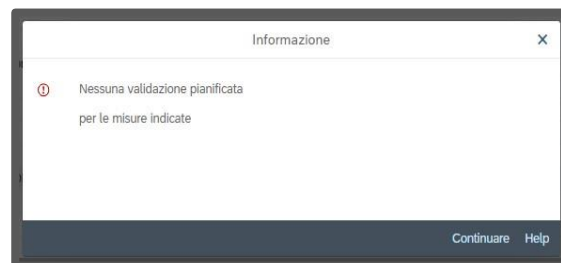 Informazione
Nessuna validazione pianificata
per le misure indicate
Continuare Help